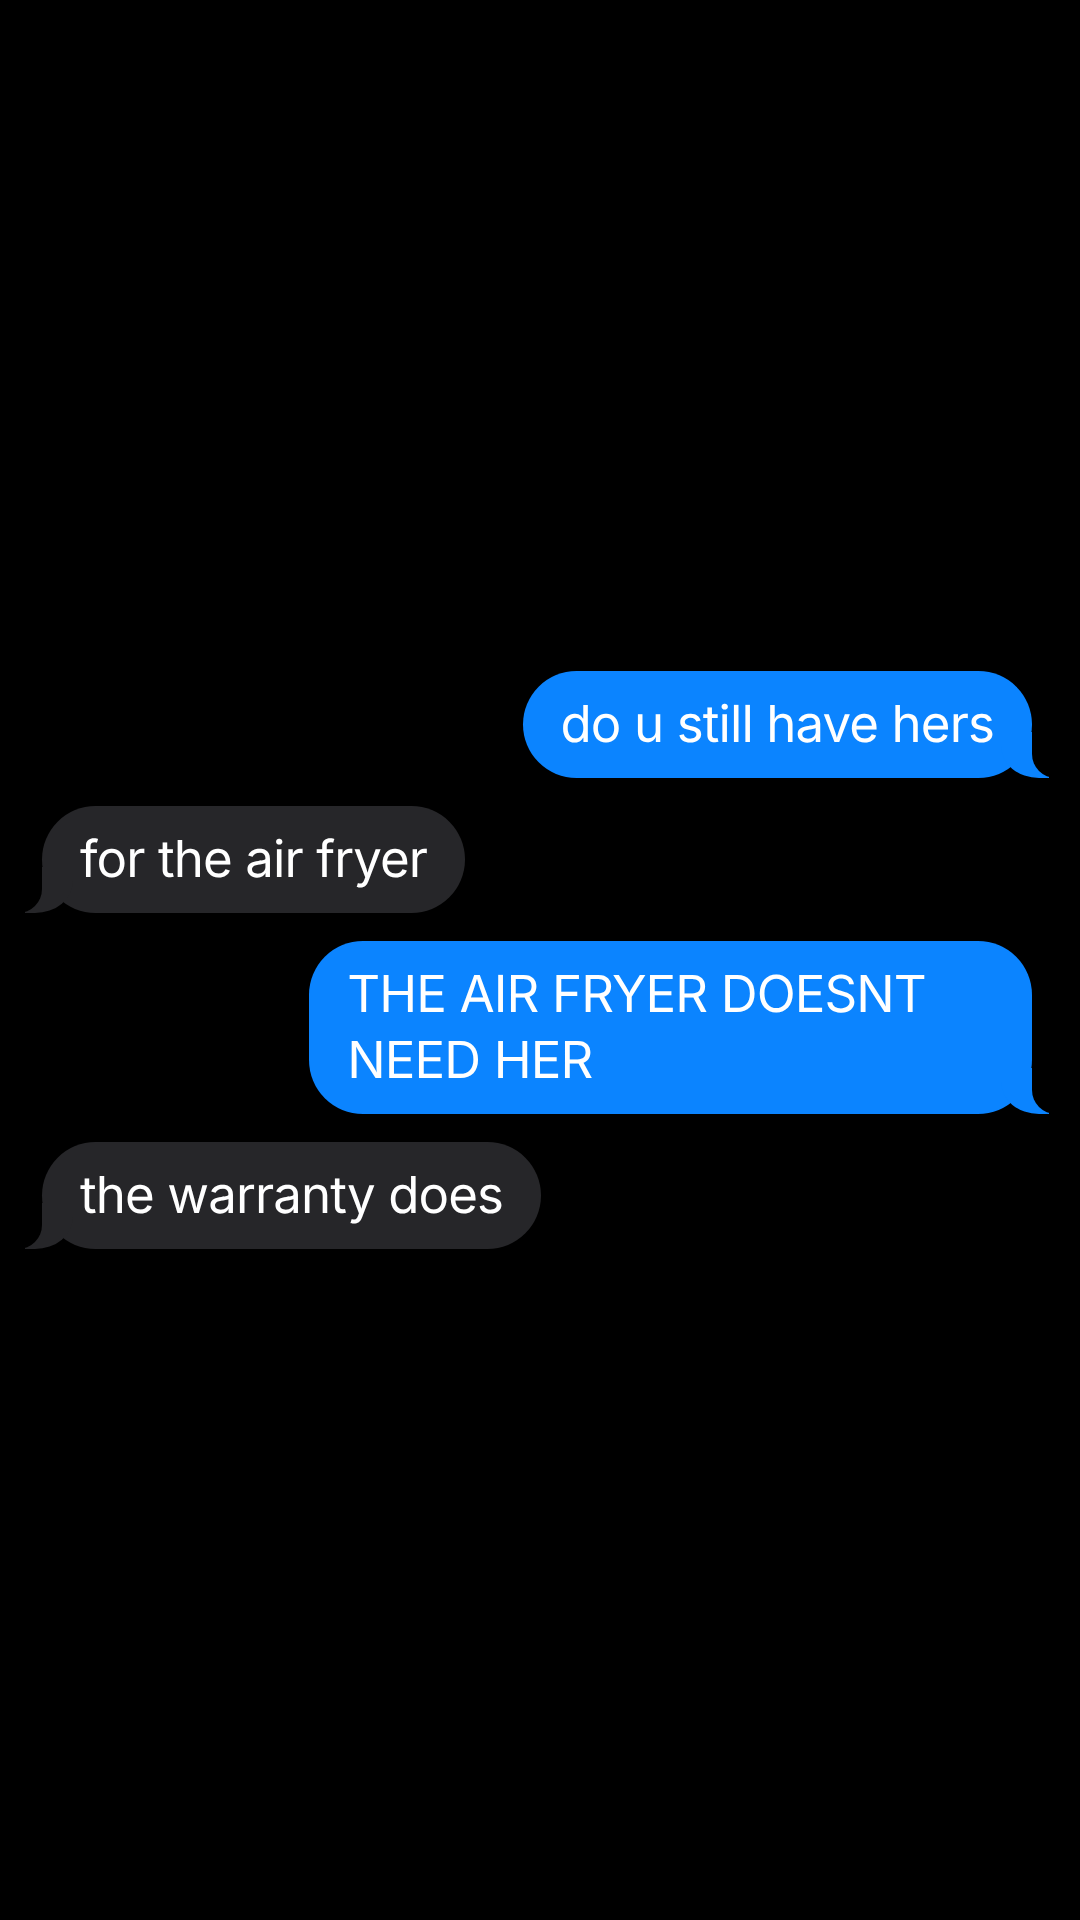 do u still have hers
for the air fryer
THE AIR FRYER DOESNT
NEED HER
the warranty does